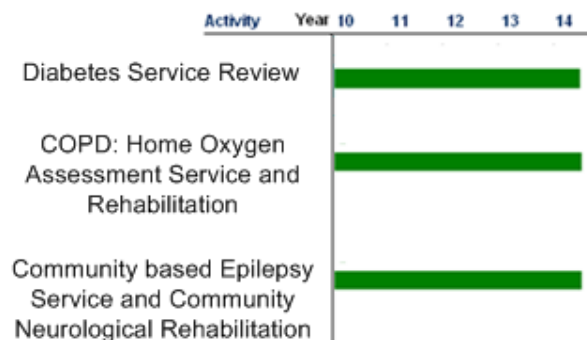 Activity Year 10 11 12 13 14
Diabetes Service Review
COPD: Home Oxygen
Assessment Service and
Rehabilitation
Community based Epilepsy
Service and Community
Neurological Rehabilitation